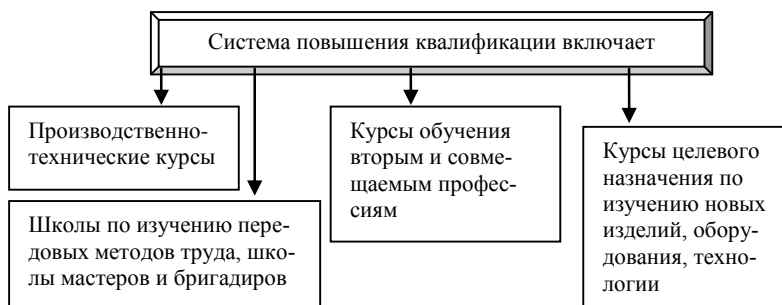 Система повышения квалификации включает
Производственно-
технические курсы
Школы по изучению пере-
довых методов труда, шко-
лы мастеров и бригадиров
Курсы обучения
вторым и совме-
щаемым профес-
сиям
Курсы целевого
назначения по
изучению новых
изделий, обору-
дования, техно-
логии